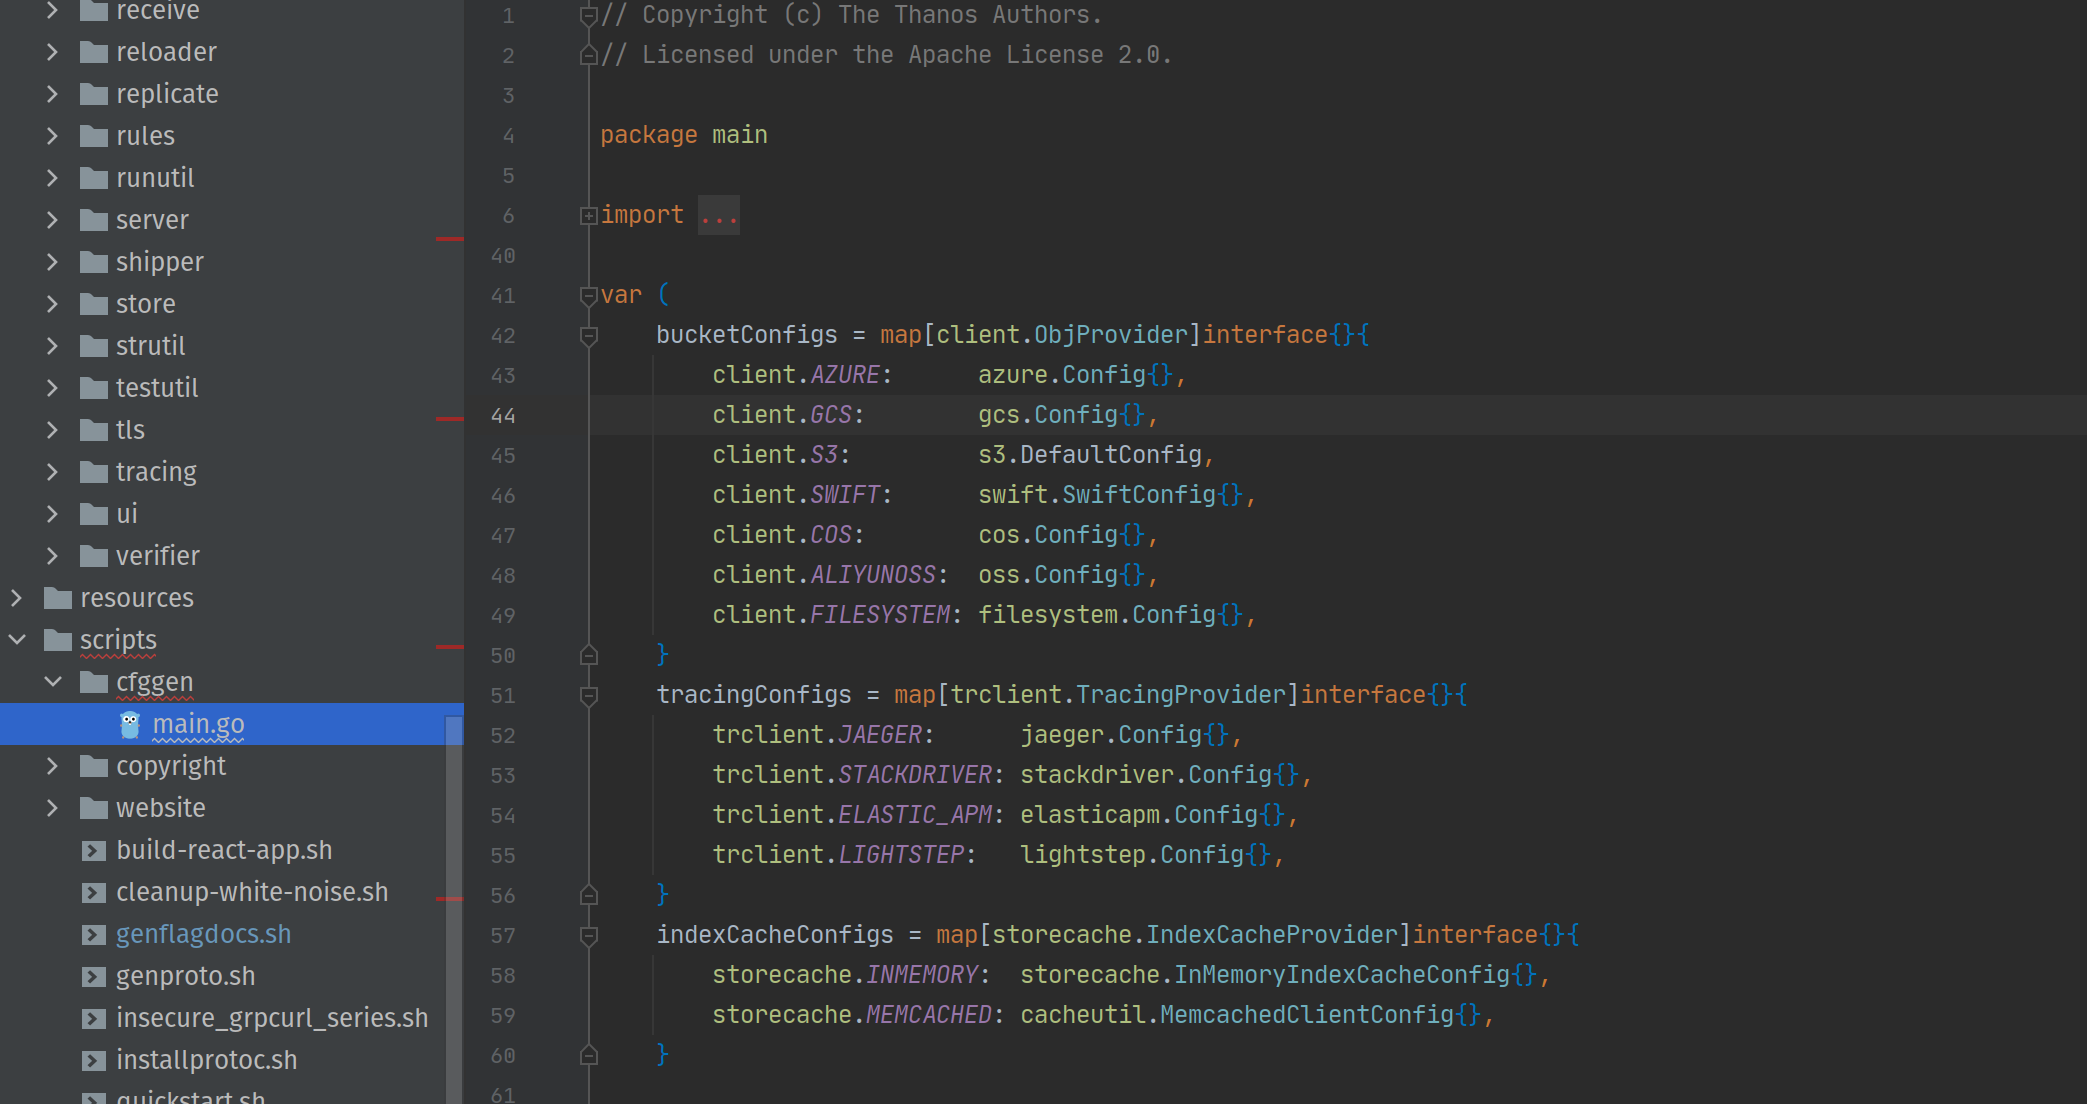 receive
reloader
replicate
rules
runutil
server
shipper
store
strutil
testutil
tls
tracing
ui
verifier
resources
scripts
cfggen
main.go
copyright
website
build-react-app.sh
cleanup-white-noise.sh
genflagdocs.sh
genproto.sh
insecure_grpcurl_series.sh
installprotoc.sh
quickstart.sh
1 // Copyright (c) The Thanos Authors.
2 // Licensed under the Apache License 2.0.
3
4 package main
5
6 import ...
40
41 var (
42 bucketConfigs = map[client.ObjProvider]interface{}{
43 client.AZURE: azure.Config{},
44 client.GCS: gcs.Config{},
45 client.S3: s3.DefaultConfig,
46 client.SWIFT: swift.SwiftConfig{},
47 client.COS: cos.Config{},
48 client.ALIYUNOSS: oss.Config{},
49 client.FILESYSTEM: filesystem.Config{},
50 }
51 tracingConfigs = map[trclient.TracingProvider]interface{}{
52 trclient.JAEGER: jaeger.Config{},
53 trclient.STACKDRIVER: stackdriver.Config{},
54 trclient.ELASTIC_APM: elasticapm.Config{},
55 trclient.LIGHTSTEP: lightstep.Config{},
56 }
57 indexCacheConfigs = map[storecache.IndexCacheProvider]interface{}{
58 storecache.INMEMORY: storecache.InMemoryIndexCacheConfig{},
59 storecache.MEMCACHED: cacheutil.MemcachedClientConfig{},
60 }
61